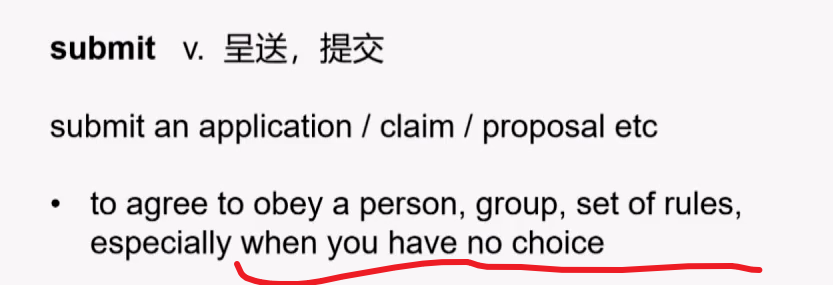 submit v. 呈送，提交
submit an application / claim / proposal etc
• to agree to obey a person, group, set of rules,
especially when you have no choice